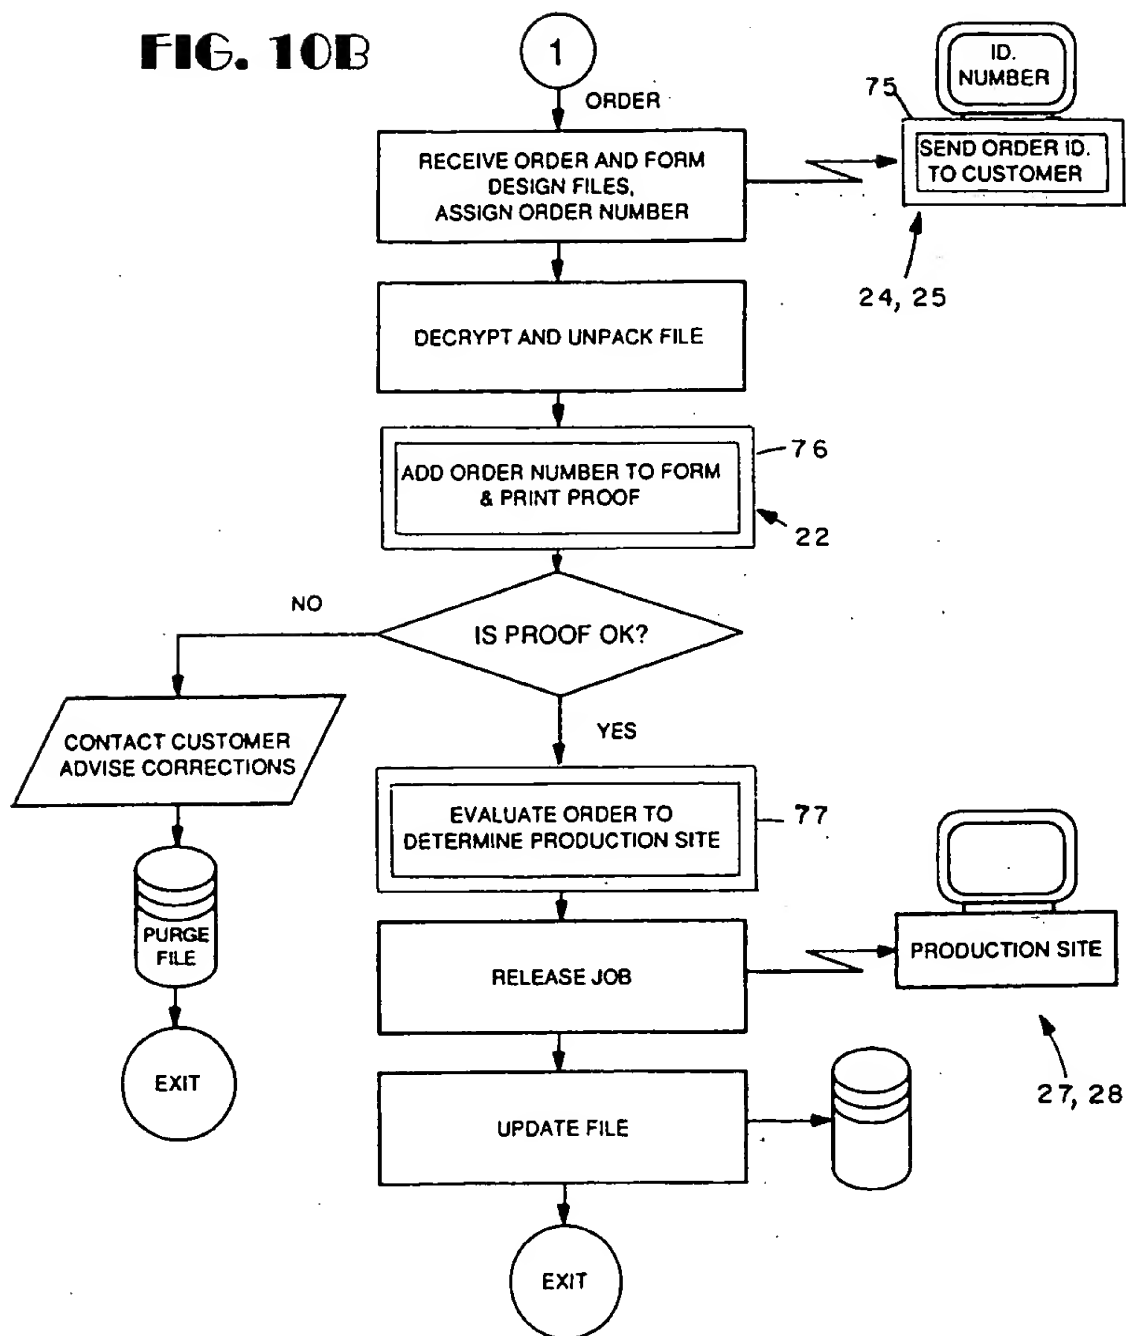 FIG. 10B
1
ORDER
ID.
NUMBER
75
SEND ORDER ID.
TO CUSTOMER
24, 25
RECEIVE ORDER AND FORM
DESIGN FILES,
ASSIGN ORDER NUMBER
DECRYPT AND UNPACK FILE
ADD ORDER NUMBER TO FORM
& PRINT PROOF
76
22
IS PROOF OK?
NO
CONTACT CUSTOMER
ADVISE CORRECTIONS
PURGE
FILE
EXIT
YES
EVALUATE ORDER TO
DETERMINE PRODUCTION SITE
77
RELEASE JOB
PRODUCTION SITE
27, 28
UPDATE FILE
EXIT